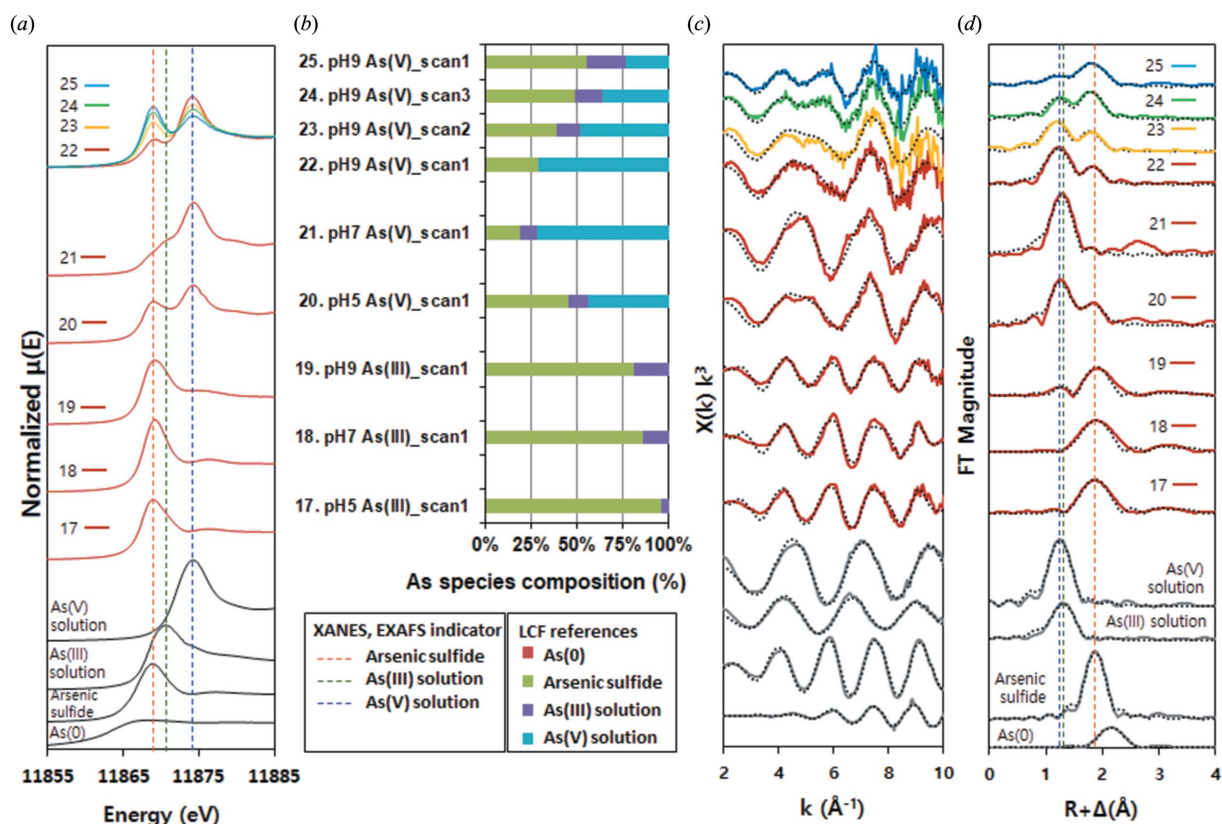 (a)
Normalized μ(E)
25
24
23
22
21
20
19
18
17
As(V)
solution
As(III)
solution
Arsenic
sulfide
As(0)
11855 11865 11875 11885
Energy (eV)
(b)
25. pH9 As(V)_scan1
24. pH9 As(V)_scan3
23. pH9 As(V)_scan2
22. pH9 As(V)_scan1
21. pH7 As(V)_scan1
20. pH5 As(V)_scan1
19. pH9 As(III)_scan1
18. pH7 As(III)_scan1
17. pH5 As(III)_scan1
0% 25% 50% 75% 100%
As species composition (%)
XANES, EXAFS indicator
Arsenic sulfide
As(III) solution
As(V) solution
LCF references
As(0)
Arsenic sulfide
As(III) solution
As(V) solution
(c)
X(k) k³
2 4 6 8 10
k (Å⁻¹)
(d)
FT Magnitude
25
24
23
22
21
20
19
18
17
As(V)
solution
As(III) solution
Arsenic
sulfide
As(0)
0 1 2 3 4
R+Δ(Å)